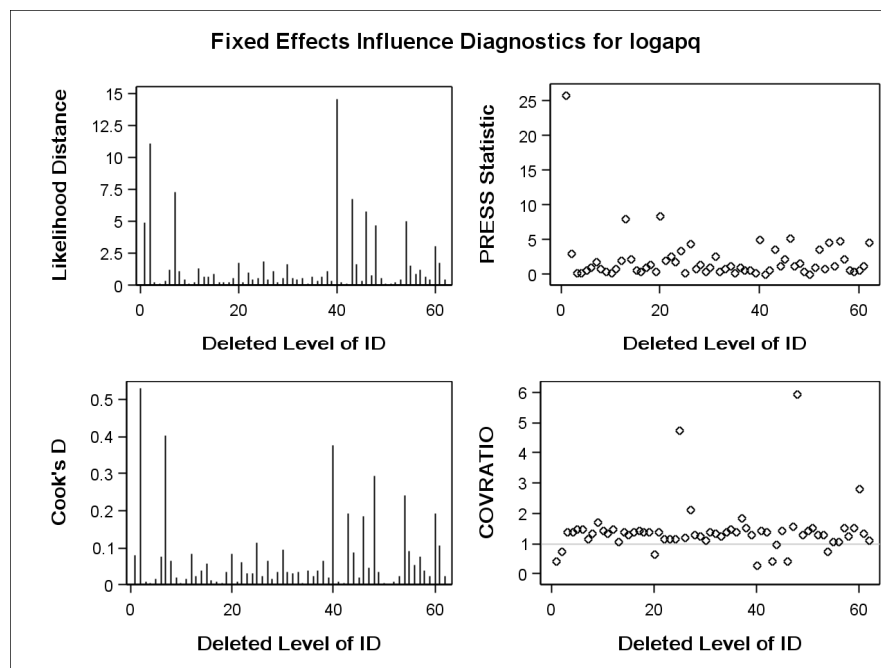 Fixed Effects Influence Diagnostics for logapq
Likelihood Distance
15
12.5
10
7.5
5
2.5
0
0 20 40 60
Deleted Level of ID
PRESS Statistic
25
20
15
10
5
0
0 20 40 60
Deleted Level of ID
Cook's D
0.5
0.4
0.3
0.2
0.1
0
0 20 40 60
Deleted Level of ID
COVRATIO
6
5
4
3
2
1
0
0 20 40 60
Deleted Level of ID